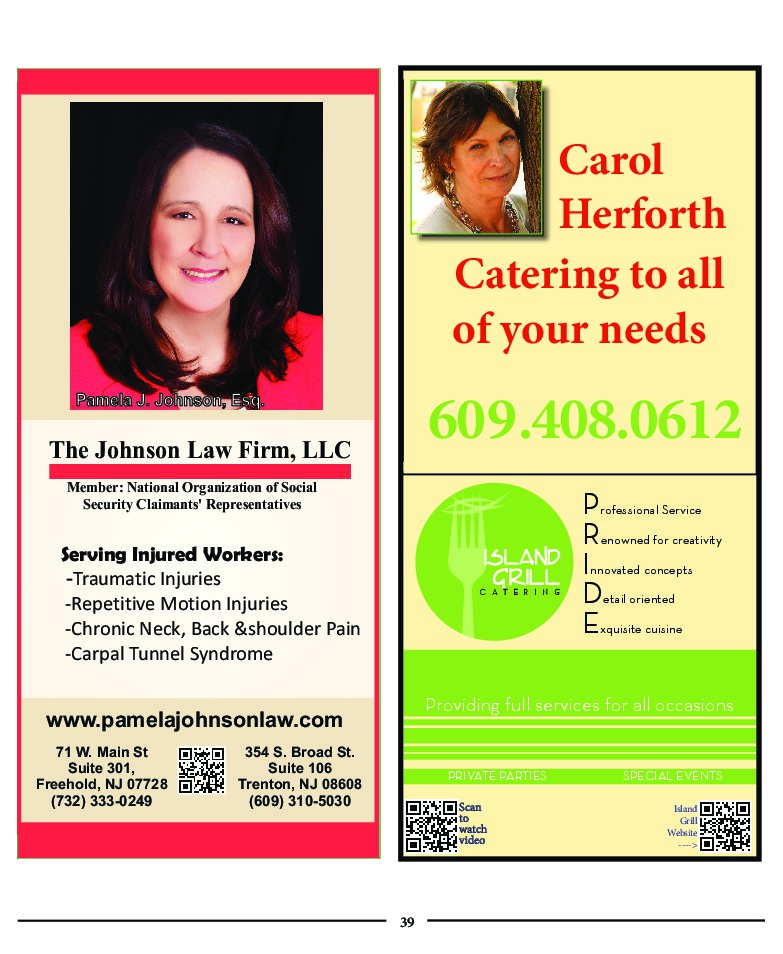 Pamela J. Johnson, Esq.
The Johnson Law Firm, LLC
Member: National Organization of Social
Security Claimants' Representatives
Serving Injured Workers:
-Traumatic Injuries
-Repetitive Motion Injuries
-Chronic Neck, Back &shoulder Pain
-Carpal Tunnel Syndrome
www.pamelajohnsonlaw.com
71 W. Main St
Suite 301,
Freehold, NJ 07728
(732) 333-0249
354 S. Broad St.
Suite 106
Trenton, NJ 08608
(609) 310-5030
Carol
Herforth
Catering to all
of your needs
609.408.0612
ISLAND
GRILL
CATERING
Professional Service
Renowned for creativity
Innovated concepts
Detail oriented
Exquisite cuisine
Providing full services for all occasions
PRIVATE PARTIES
SPECIAL EVENTS
Scan
to
watch
video
Island
Grill
Website
---->
39